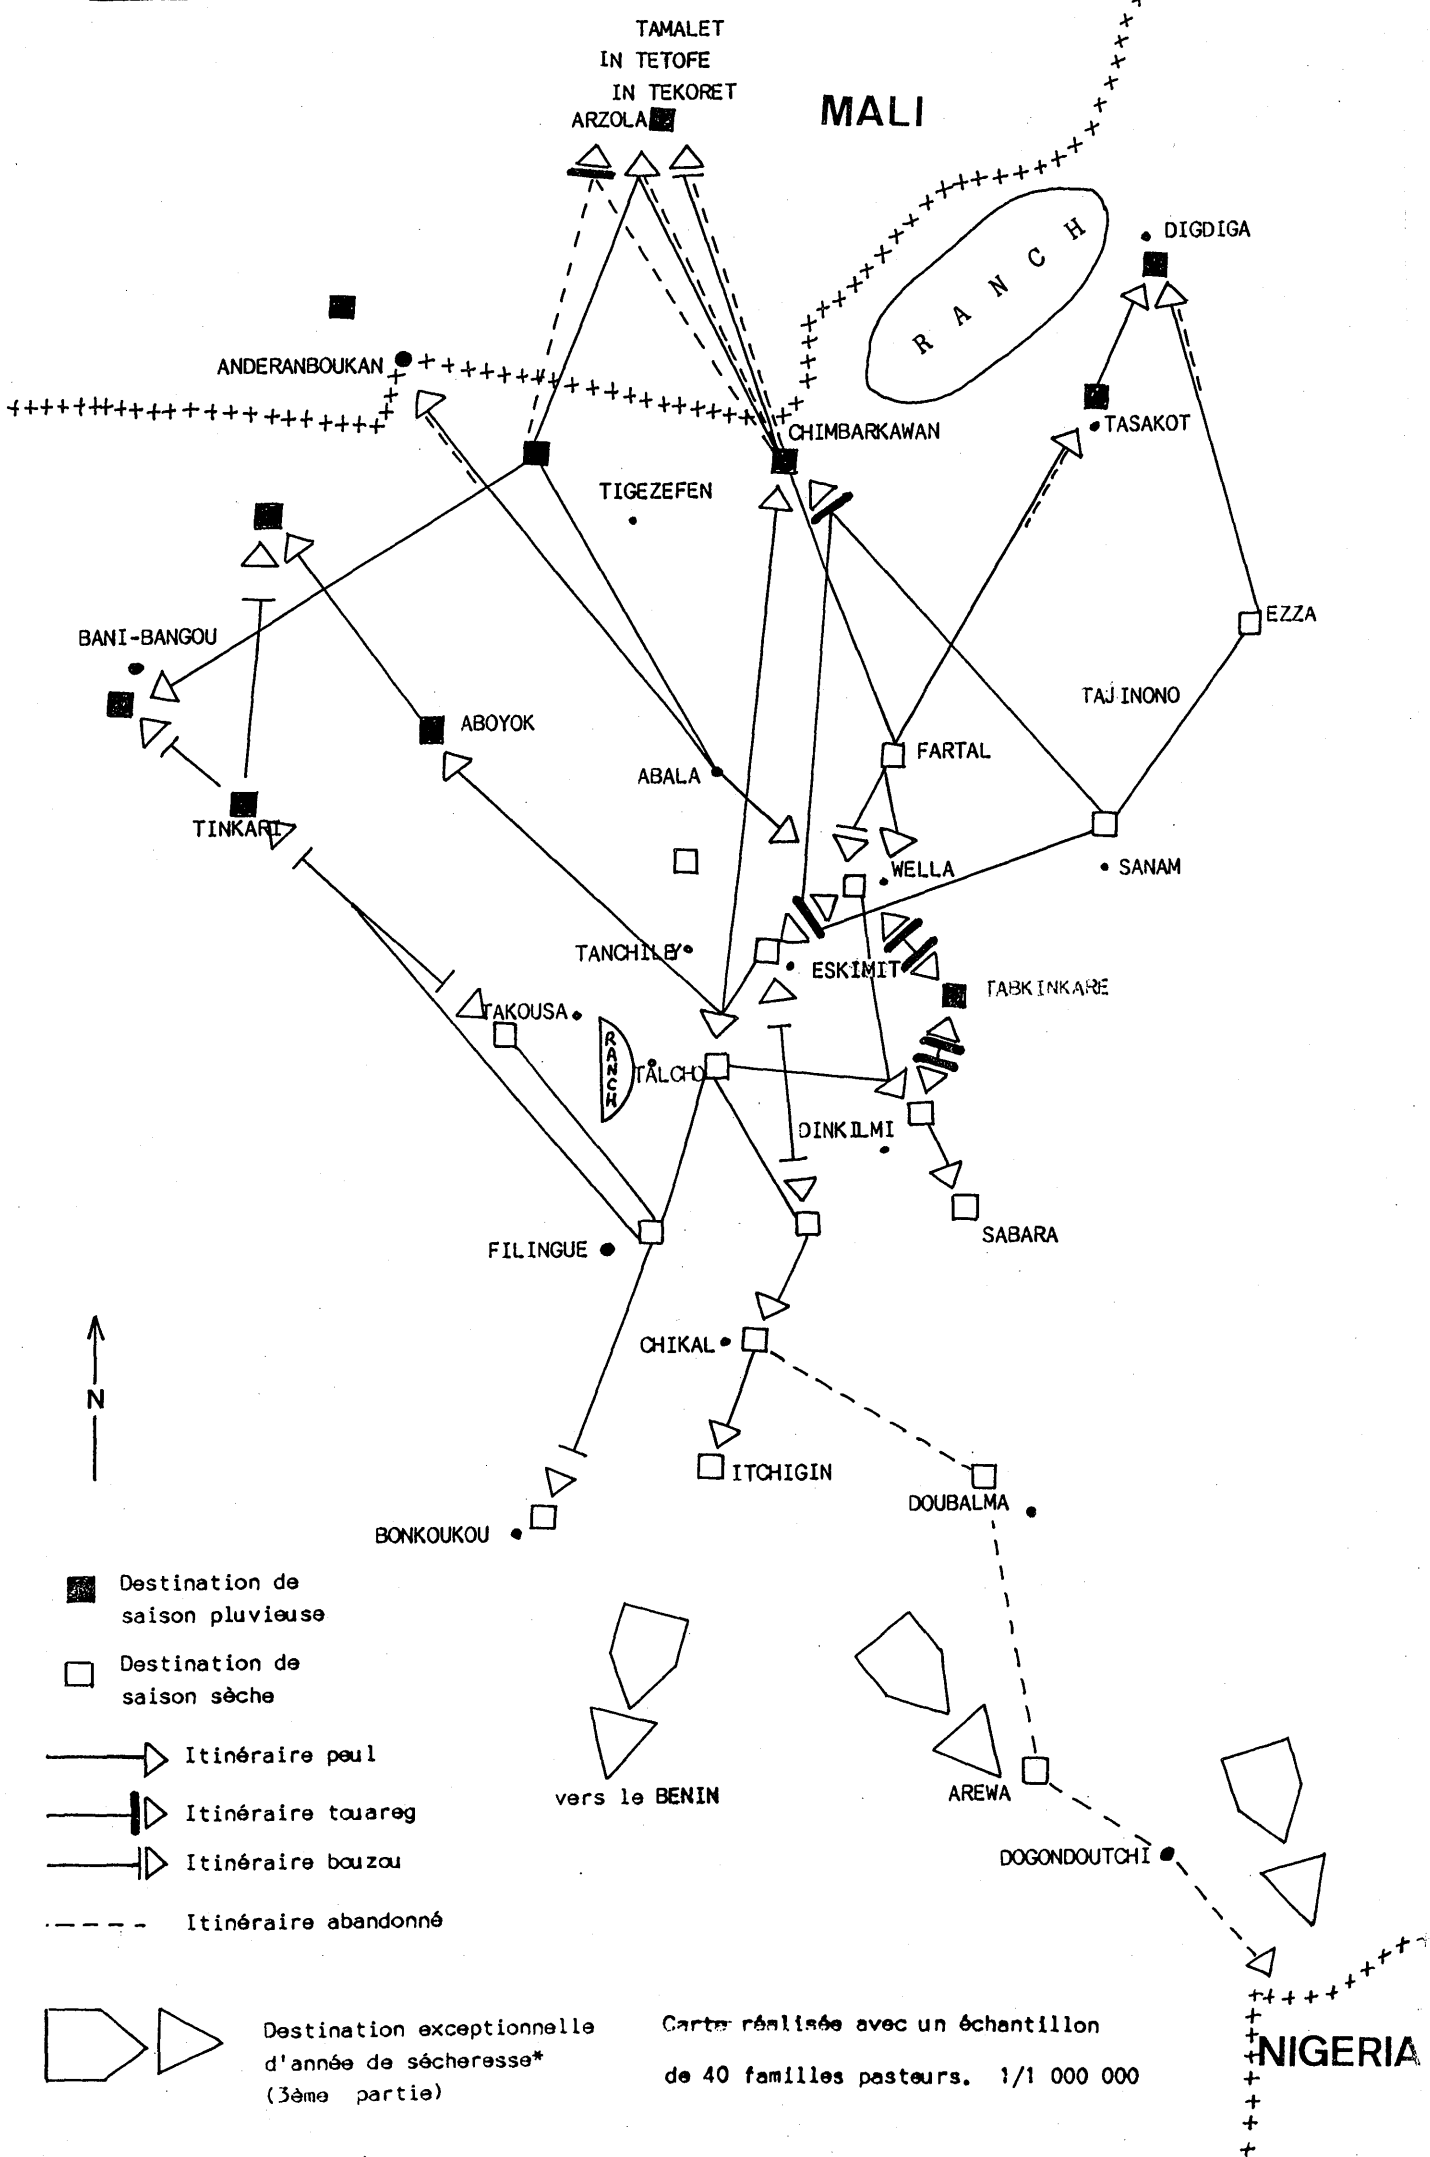 TAMALET
IN TETOFE
IN TEKORET
ARZOLA
MALI
RANCH
DIGDIGA
ANDERANBOUKAN
TASAKOT
CHIMBARKAWAN
TIGEZEFEN
EZZA
BANI-BANGOU
TAJINONO
ABOYOK
FARTAL
ABALA
TINKARI
WELLA
SANAM
TANCHILEY
ESKIMIT
TABKINKARE
TAKOUSA
RANCH
TALCHO
DINKILMI
SABARA
FILINGUE
CHIKAL
N
ITCHIGIN
DOUBALMA
BONKOUKOU
Destination de
saison pluvieuse
Destination de
saison sèche
Itinéraire peul
Itinéraire touareg
Itinéraire bouzou
Itinéraire abandonné
vers le BENIN
AREWA
DOGONDOUTCHI
Destination exceptionnelle
d'année de sécheresse*
(3ème partie)
Carte réalisée avec un échantillon
de 40 familles pasteurs. 1/1 000 000
NIGERIA